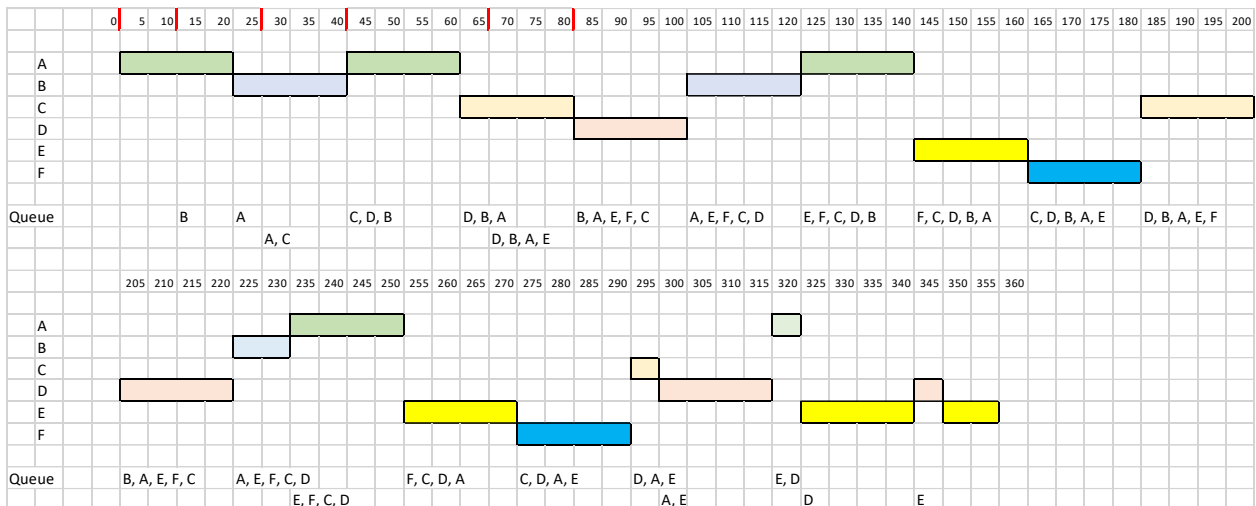 0 5 10 15 20 25 30 35 40 45 50 55 60 65 70 75 80 85 90 95 100 105 110 115 120 125 130 135 140 145 155 160 165 170 175 180 185 190 195 200
A
B
C
D
E
F
Queue B A C, D, B D, B, A B, A, E, F, C A, E, F, C, D E, F, C, D, B F, C, D, B, A C, D, B, A, E D, B, A, E, F
A, C D, B, A, E
205 210 215 220 225 230 235 240 245 250 255 260 265 270 275 280 285 290 295 300 305 310 315 320 325 330 335 340 345 350 355 360
A
B
C
D
E
F
Queue B, A, E, F, C A, E, F, C, D F, C, D, A C, D, A, E D, A, E E, D
E, F, C, D A, E D E